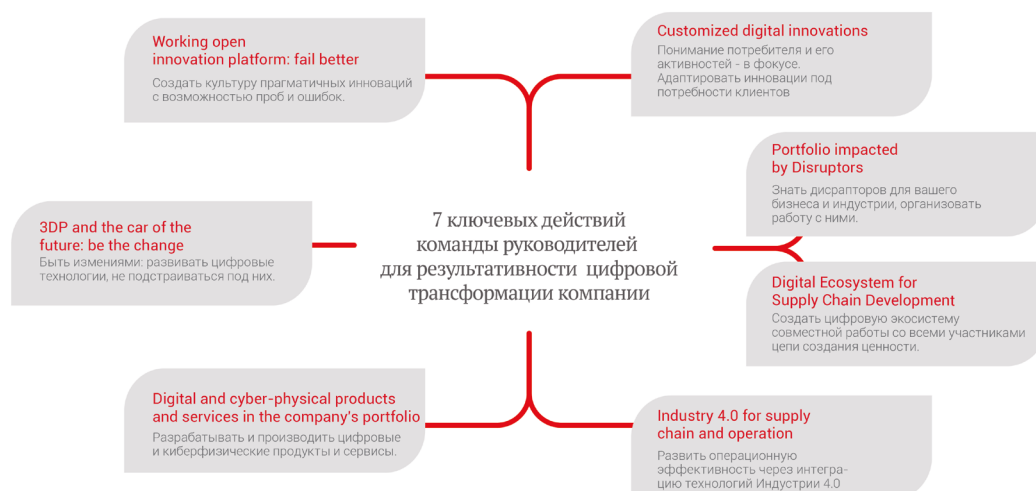 Working open
innovation platform: fail better
Создать культуру прагматичных инноваций
с возможностью проб и ошибок.
Customized digital innovations
Понимание потребителя и его
активностей - в фокусе.
Адаптировать инновации под
потребности клиентов
Portfolio impacted
by Disruptors
Знать дисрапторов для вашего
бизнеса и индустрии, организовать
работу с ними.
3DP and the car of the
future: be the change
Быть изменениями: развивать цифровые
технологии, не подстраиваться под них.
7 ключевых действий
команды руководителей
для результативности цифровой
трансформации компании
Digital Ecosystem for
Supply Chain Development
Создать цифровую экосистему
совместной работы со всеми участниками
цепи создания ценности.
Digital and cyber-physical products
and services in the company's portfolio
Разрабатывать и производить цифровые
и киберфизические продукты и сервисы.
Industry 4.0 for supply
chain and operation
Развить операционную
эффективность через интегра-
цию технологий Индустрии 4.0